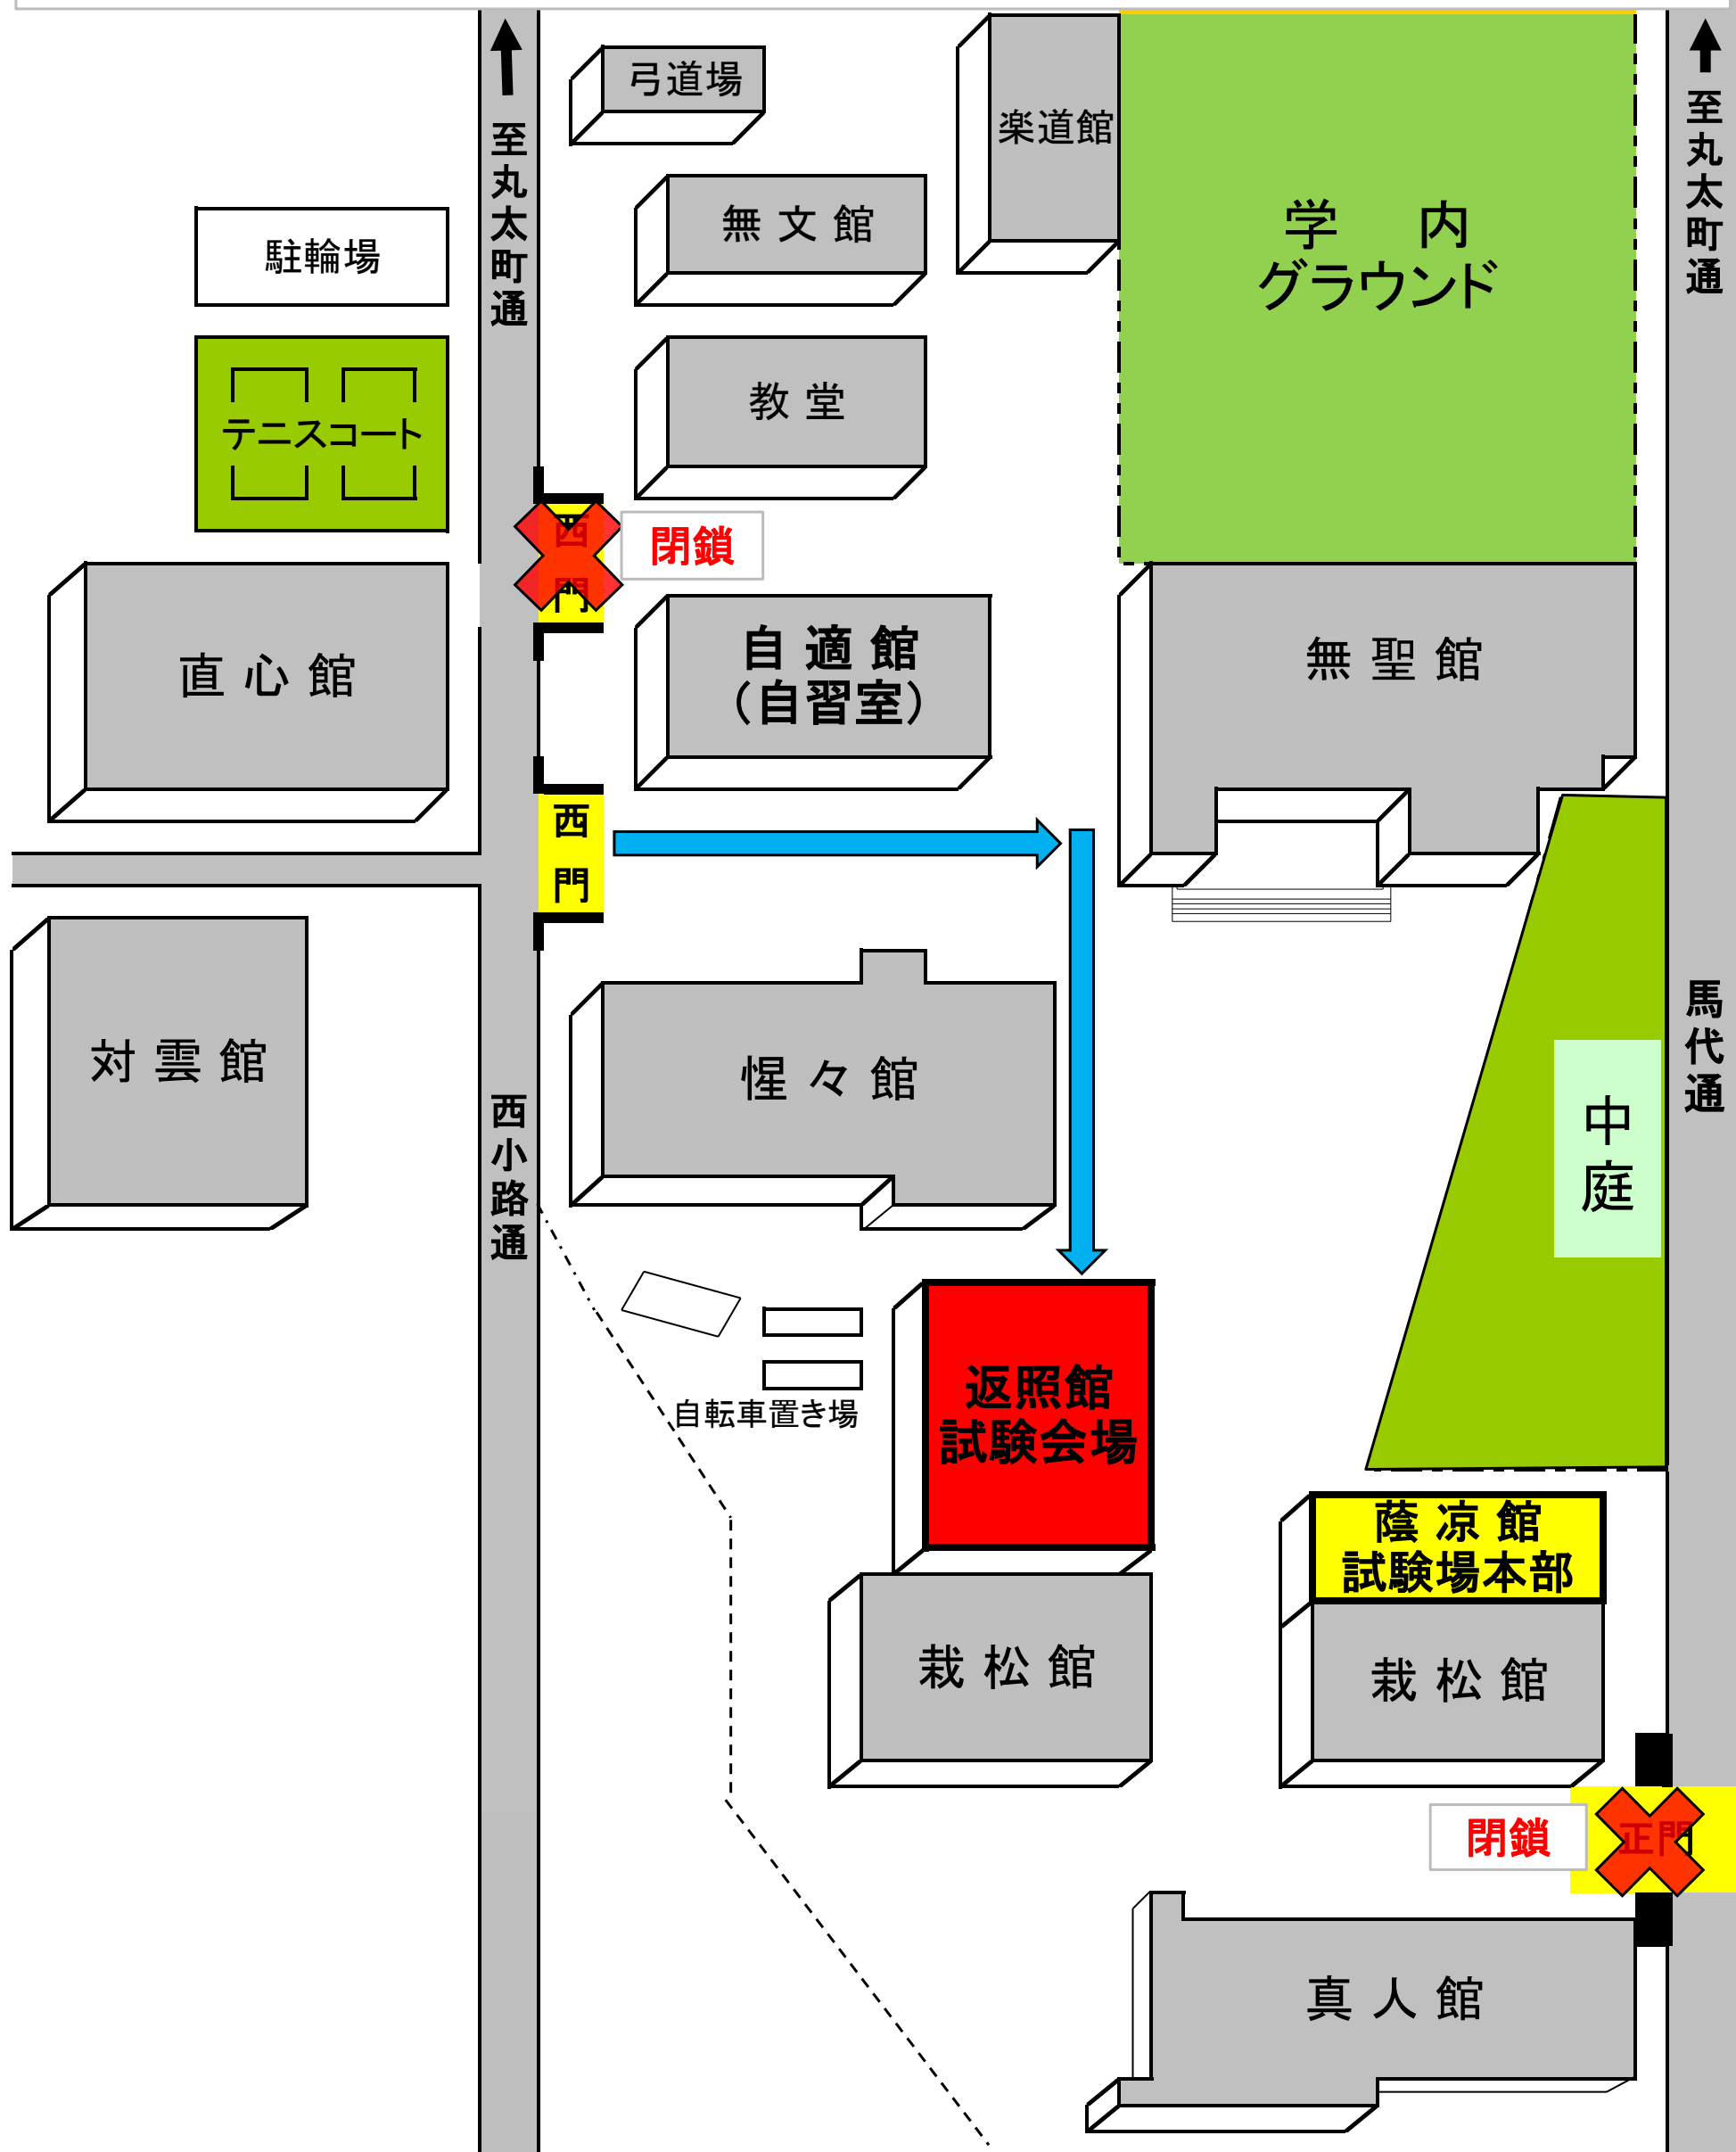 至丸太町通
弓道場
楽道館
至丸太町通
無文館
学 内
グラウンド
駐輪場
教堂
テニスコート
西門
閉鎖
自適館
（自習室）
直心館
無聖館
西門
対雲館
惺々館
馬代通
中庭
西小路通
返照館
試験会場
自転車置き場
蔭凉館
試験場本部
栽松館
栽松館
閉鎖
正門
真人館